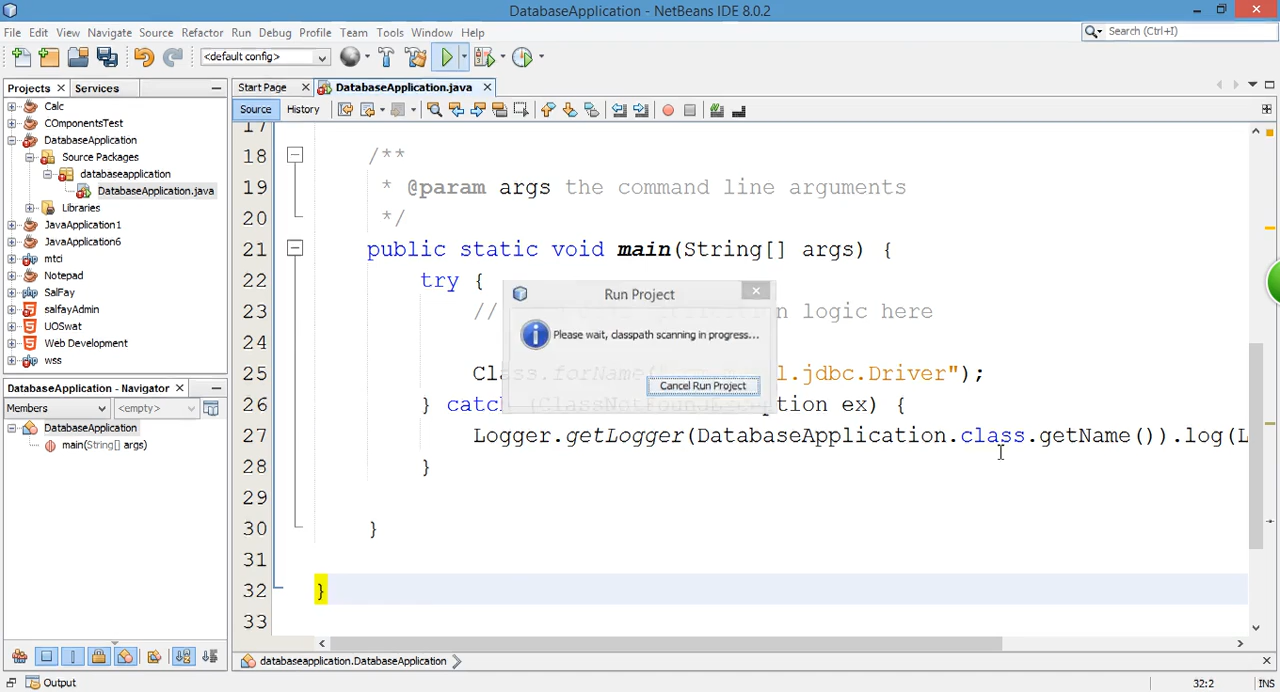 DatabaseApplication - NetBeans IDE 8.0.2
File Edit View Navigate Source Refactor Run Debug Profile Team Tools Window Help
Search (Ctrl+I)
<default config>
Projects Services
Calc
COmponentsTest
DatabaseApplication
Source Packages
databaseapplication
DatabaseApplication.java
Libraries
JavaApplication1
JavaApplication6
mtci
Notepad
SalFay
salfayAdmin
UOSwat
Web Development
wss
DatabaseApplication - Navigator
Members <empty>
DatabaseApplication
main(String[] args)
Output
Start Page DatabaseApplication.java
Source History
17
18 /**
19 * @param args the command line arguments
20 */
21 public static void main(String[] args) {
22 try {
23 // logic here
24
25 Class.forName(" l.jdbc.Driver");
26 } catch (ClassNotFoundException ex) {
27 Logger.getLogger(DatabaseApplication.class.getName()).log(L
28 }
29
30 }
31
32 }
33
Run Project
Please wait, classpath scanning in progress...
Cancel Run Project
databaseapplication.DatabaseApplication
32:2 INS